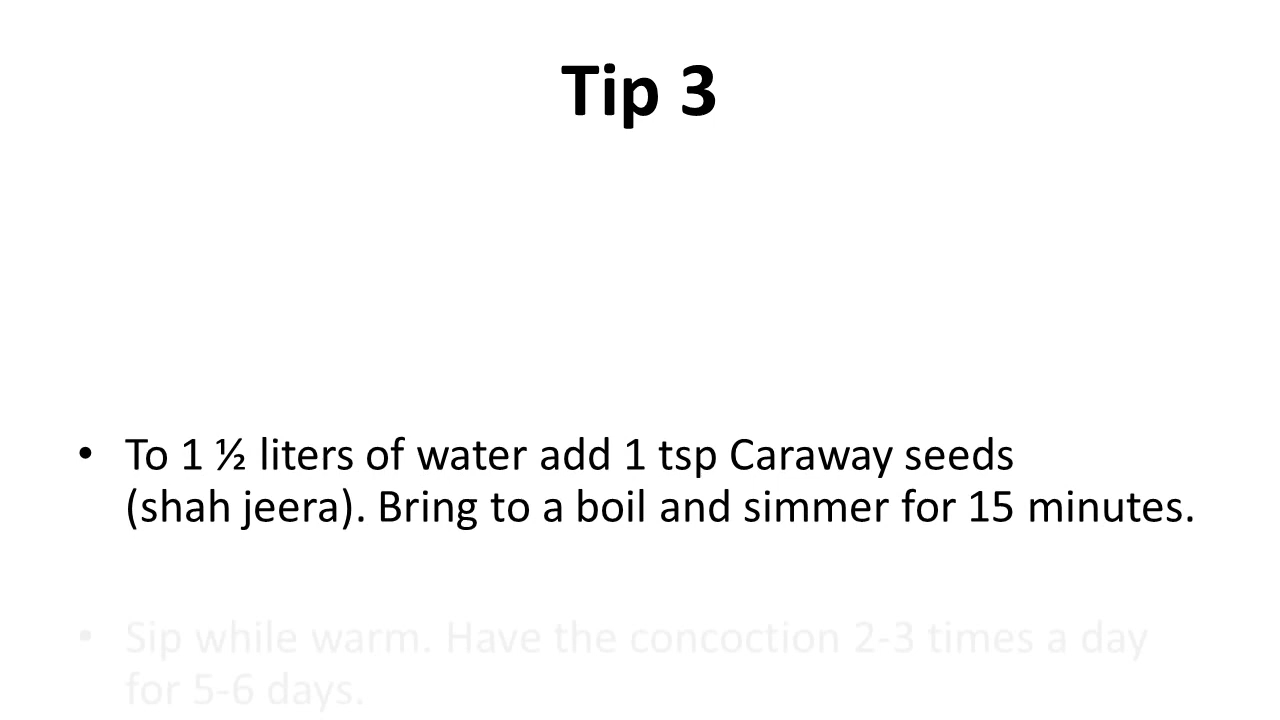 Tip 3
• To 1 ½ liters of water add 1 tsp Caraway seeds
(shah jeera). Bring to a boil and simmer for 15 minutes.
• Sip while warm. Have the concoction 2-3 times a day
for 5-6 days.